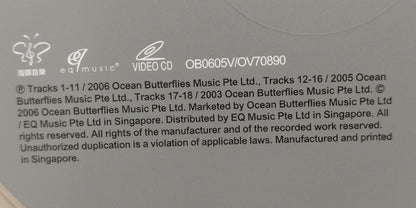 海蝶音樂 eq music VIDEO CD OB0605V/OV70890
℗ Tracks 1-11 / 2006 Ocean Butterflies Music Pte Ltd., Tracks 12-16 / 2005 Ocean
Butterflies Music Pte Ltd., Tracks 17-18 / 2003 Ocean Butterflies Music Pte Ltd. ©
2006 Ocean Butterflies Music Pte Ltd. Marketed by Ocean Butterflies Music Pte Ltd
/ EQ Music Pte Ltd in Singapore. Distributed by EQ Music Pte Ltd in Singapore. All
rights reserved. All rights of the manufacturer and of the recorded work reserved.
Unauthorized duplication is a violation of applicable laws. Manufactured and printed
in Singapore.